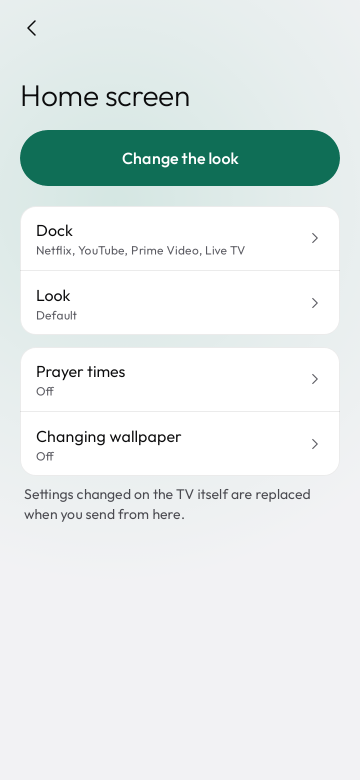 Home screen
Change the look
Dock
Netflix, YouTube, Prime Video, Live TV
Look
Default
Prayer times
Off
Changing wallpaper
Off
Settings changed on the TV itself are replaced
when you send from here.